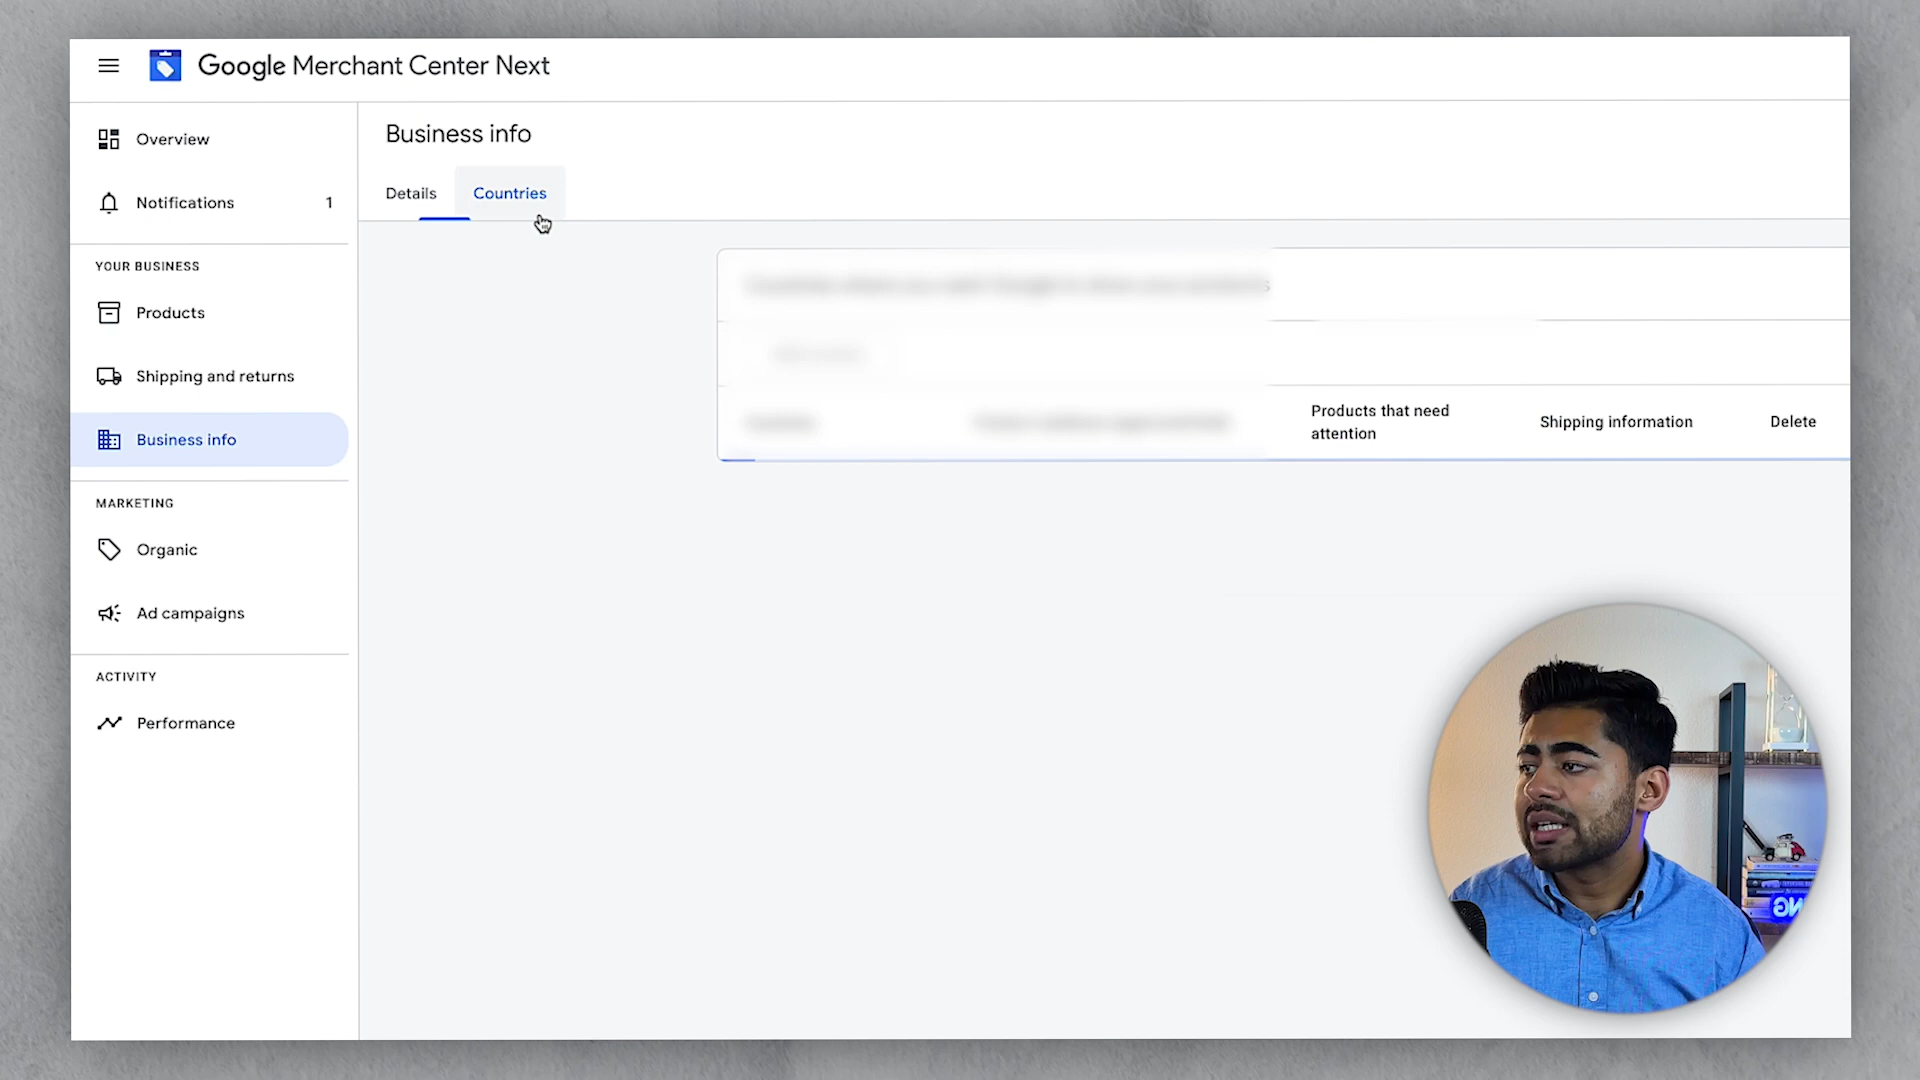 Google Merchant Center Next
Overview
Notifications 1
YOUR BUSINESS
Products
Shipping and returns
Business info
MARKETING
Organic
Ad campaigns
ACTIVITY
Performance
Business info
Details Countries
Products that need
attention
Shipping information
Delete